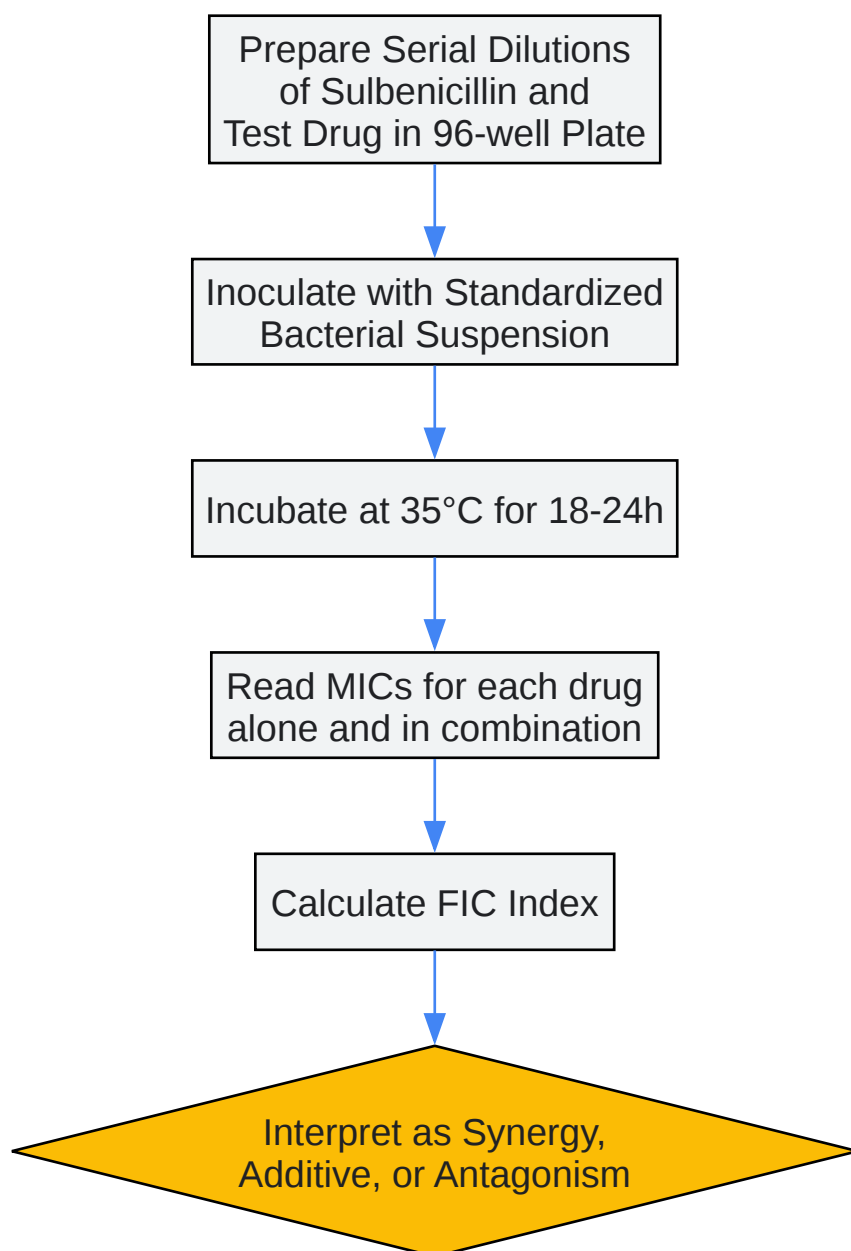 Prepare Serial Dilutions
of Sulbenicillin and
Test Drug in 96-well Plate
Inoculate with Standardized
Bacterial Suspension
Incubate at 35°C for 18-24h
Read MICs for each drug
alone and in combination
Calculate FIC Index
Interpret as Synergy,
Additive, or Antagonism